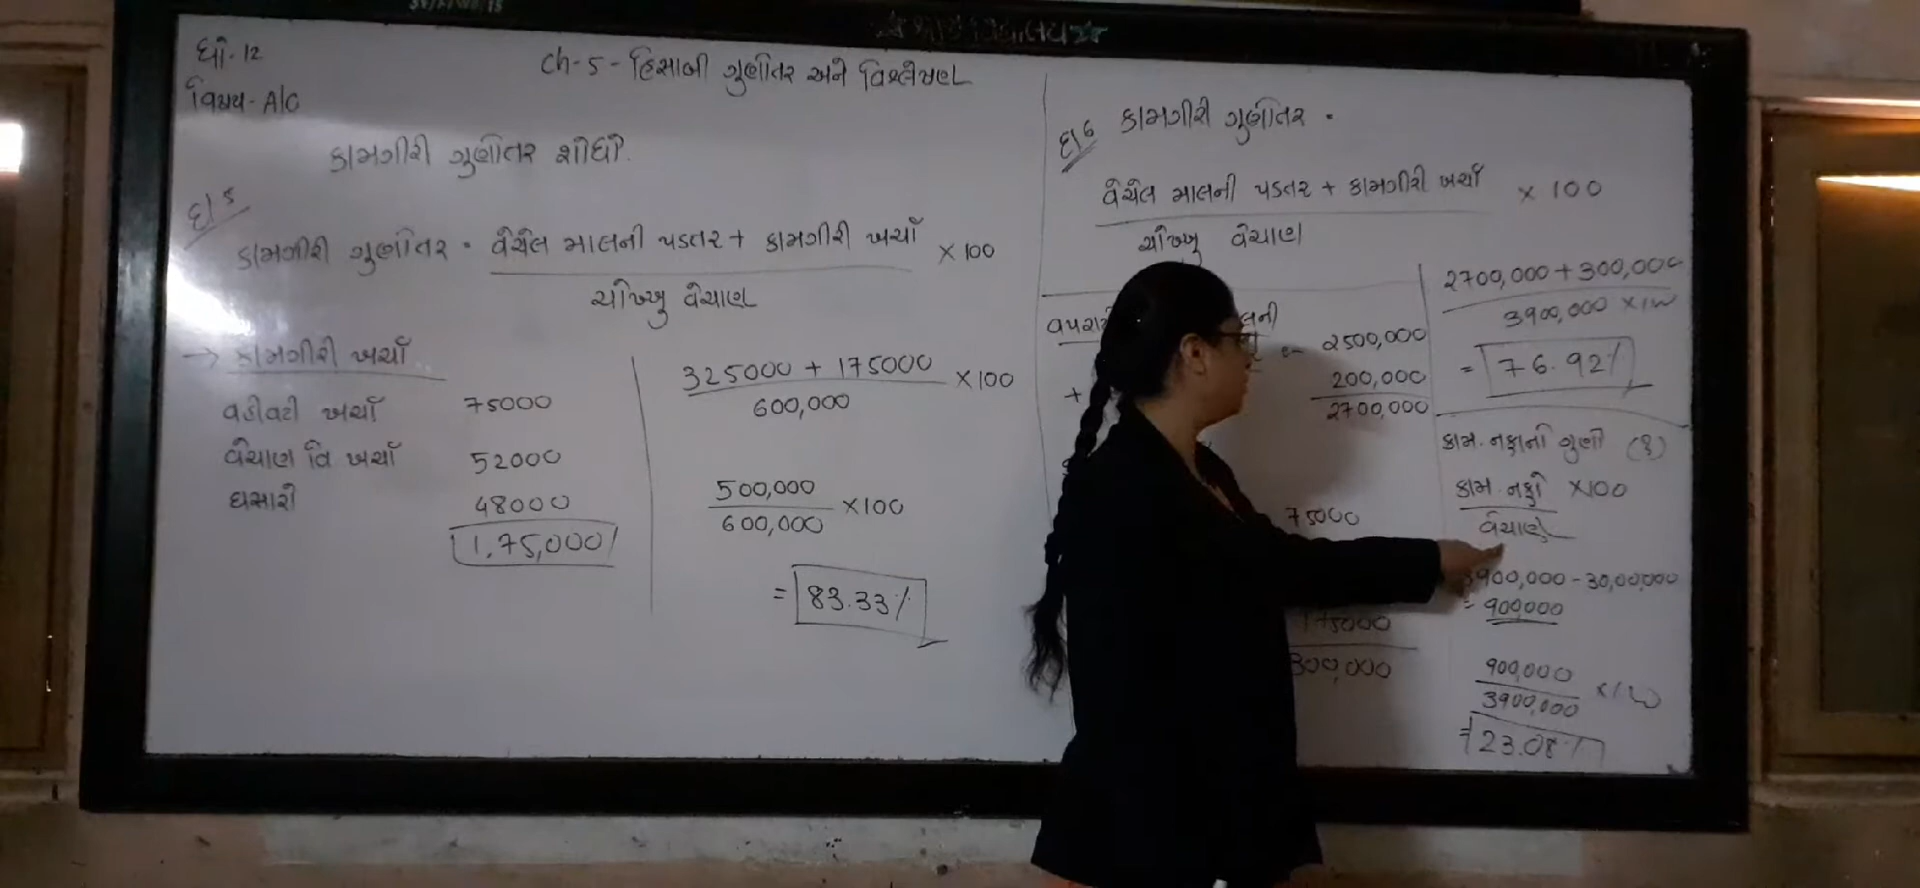 ધો-12
વિષય- A/C
Ch-5 - હિસાબી ગુણોત્તર અને વિશ્લેષણ
કામગીરી ગુણોત્તર શોધો.
દા 5
કામગીરી ગુણોત્તર = વેચેલ માલની પડતર + કામગીરી ખર્ચા × 100
ચોખ્ખુ વેચાણ
→ કામગીરી ખર્ચા
વહીવટી ખર્ચા 75000
વેચાણ વિ. ખર્ચા 52000
ઘસારો 48000
1,75,000/
325000 + 175000 × 100
600,000
500,000 × 100
600,000
= 83.33%
દા 6 કામગીરી ગુણોત્તર =
વેચેલ માલની પડતર + કામગીરી ખર્ચા × 100
ચોખ્ખુ વેચાણ
2500,000
+ 200,000
2700,000
75000
175000
300,000
2700,000 + 300,000
3900,000 × 100
= 76.92%
કામ. નફાનો ગુણો
કામ. નફો × 100
વેચાણ
3900,000 - 30,00,000
= 900,000
900,000 × 100
3900,000
= 23.08%